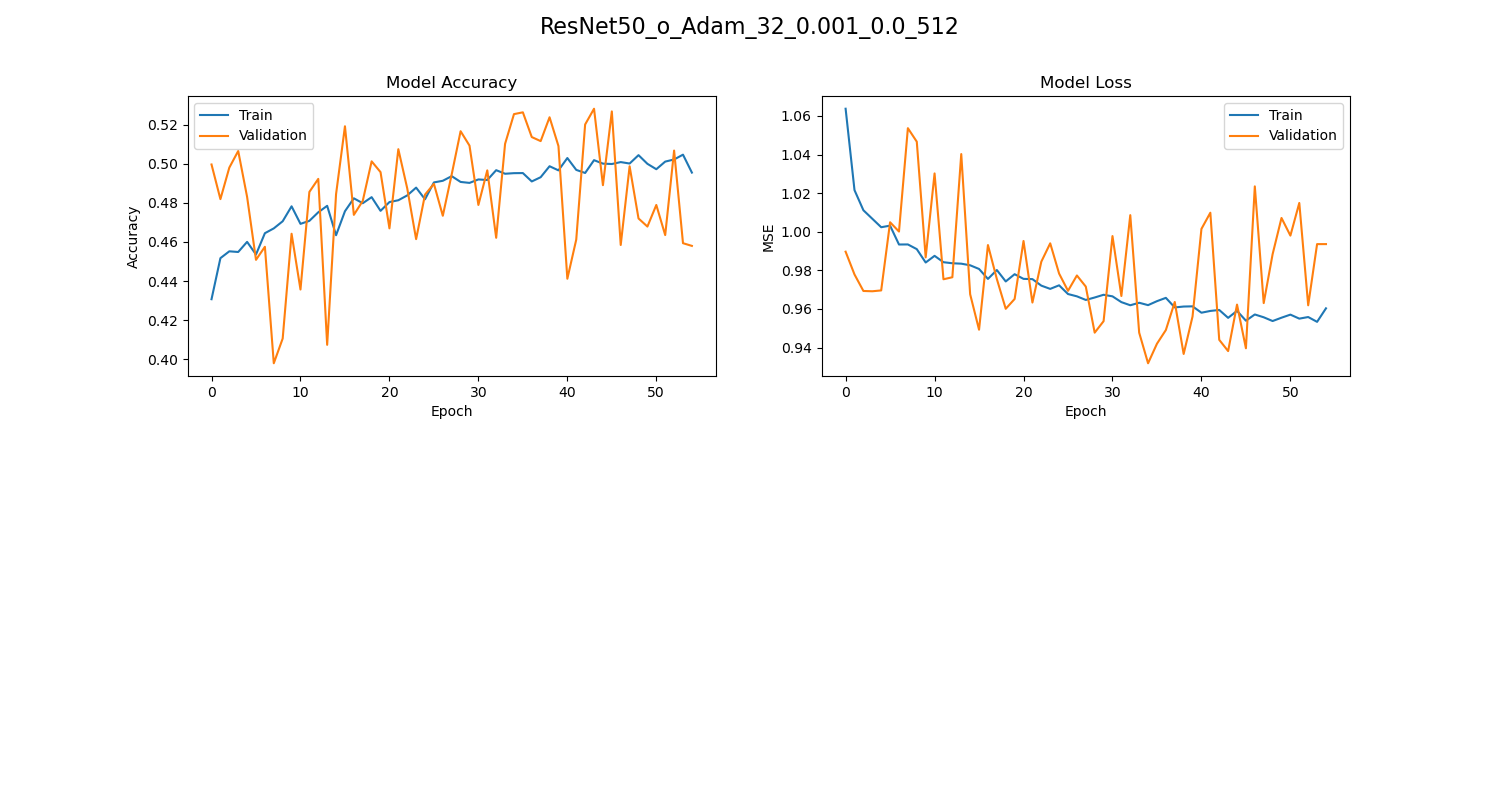 ResNet50_o_Adam_32_0.001_0.0_512
Model Accuracy
Train
Validation
0.52
0.50
0.48
0.46
0.44
0.42
0.40
Accuracy
0
10
20
30
40
50
Epoch
Model Loss
Train
Validation
1.06
1.04
1.02
1.00
0.98
0.96
0.94
MSE
0
10
20
30
40
50
Epoch